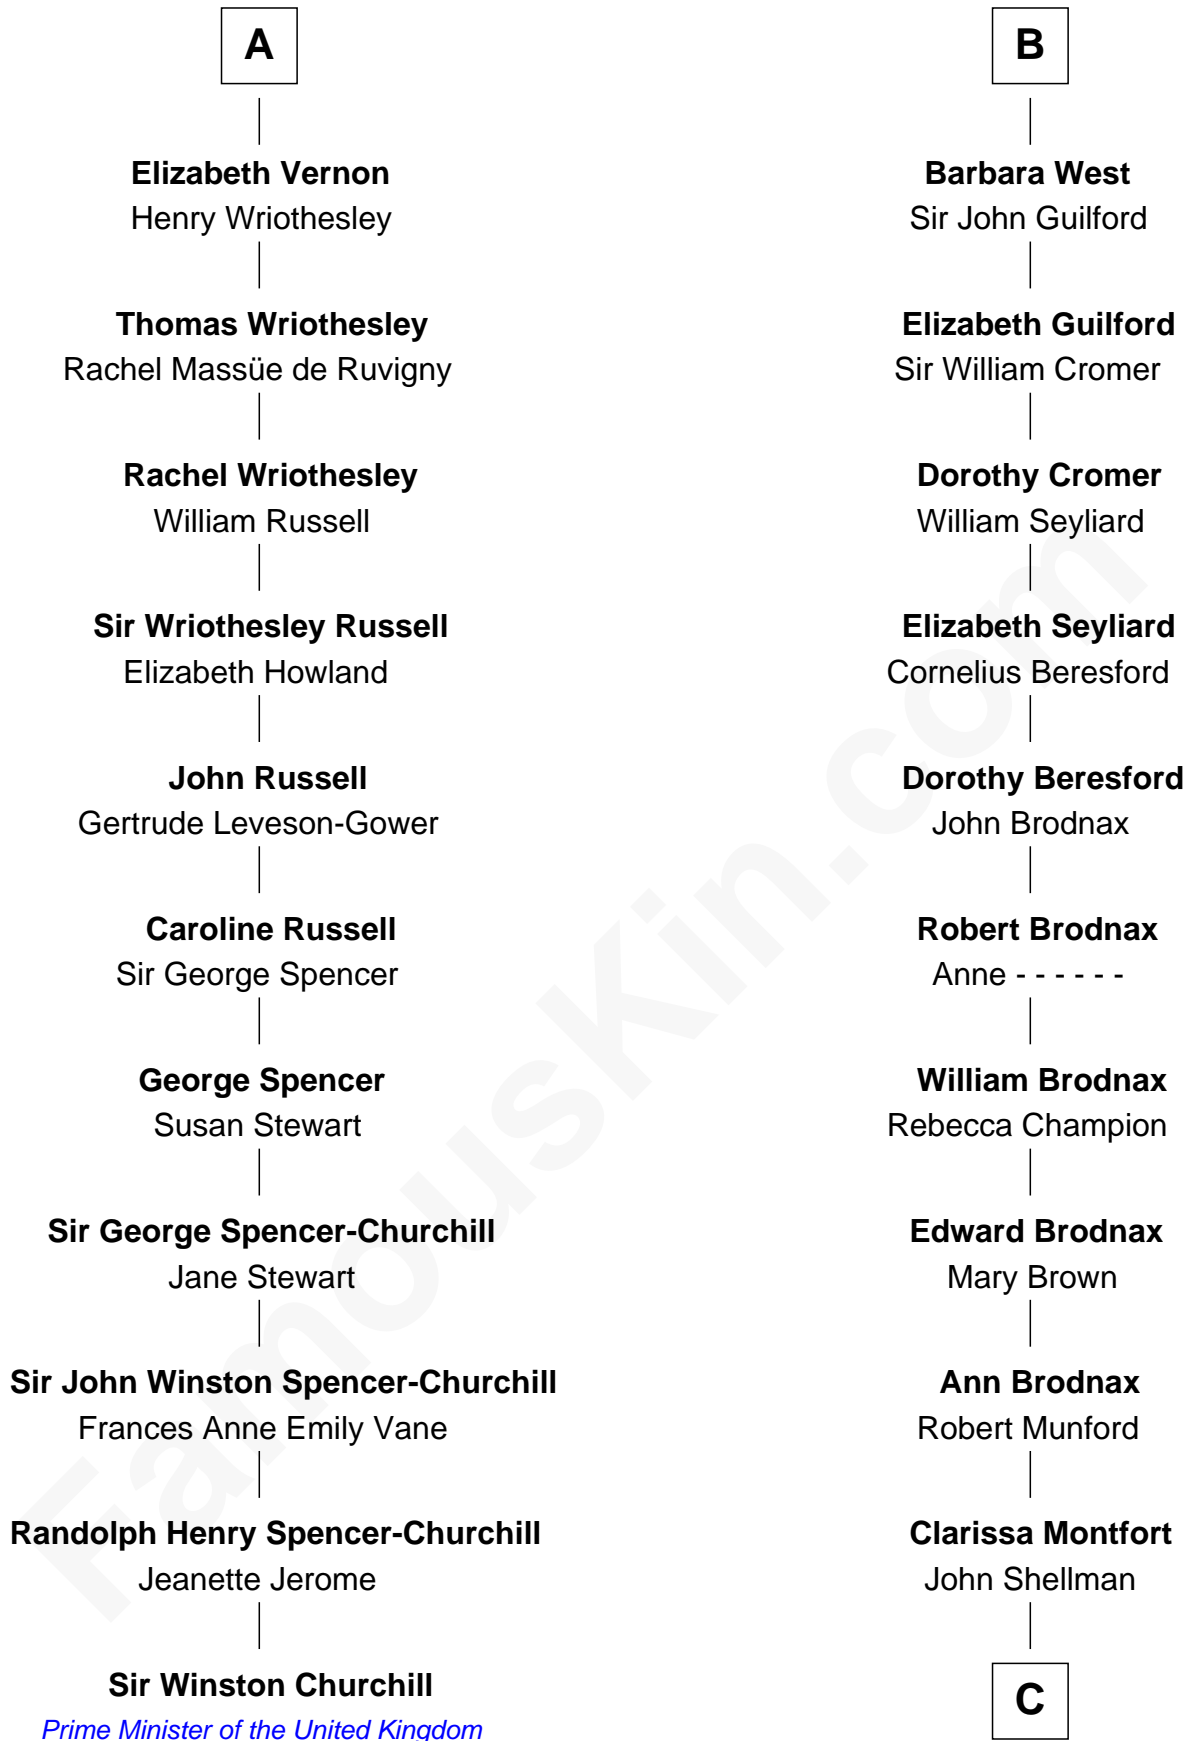 A
Elizabeth Vernon
Henry Wriothesley
Thomas Wriothesley
Rachel Massüe de Ruvigny
Rachel Wriothesley
William Russell
Sir Wriothesley Russell
Elizabeth Howland
John Russell
Gertrude Leveson-Gower
Caroline Russell
Sir George Spencer
George Spencer
Susan Stewart
Sir George Spencer-Churchill
Jane Stewart
Sir John Winston Spencer-Churchill
Frances Anne Emily Vane
Randolph Henry Spencer-Churchill
Jeanette Jerome
Sir Winston Churchill
Prime Minister of the United Kingdom
B
Barbara West
Sir John Guilford
Elizabeth Guilford
Sir William Cromer
Dorothy Cromer
William Seyliard
Elizabeth Seyliard
Cornelius Beresford
Dorothy Beresford
John Brodnax
Robert Brodnax
Anne - - - - - -
William Brodnax
Rebecca Champion
Edward Brodnax
Mary Brown
Ann Brodnax
Robert Munford
Clarissa Montfort
John Shellman
C
FamousKin.com